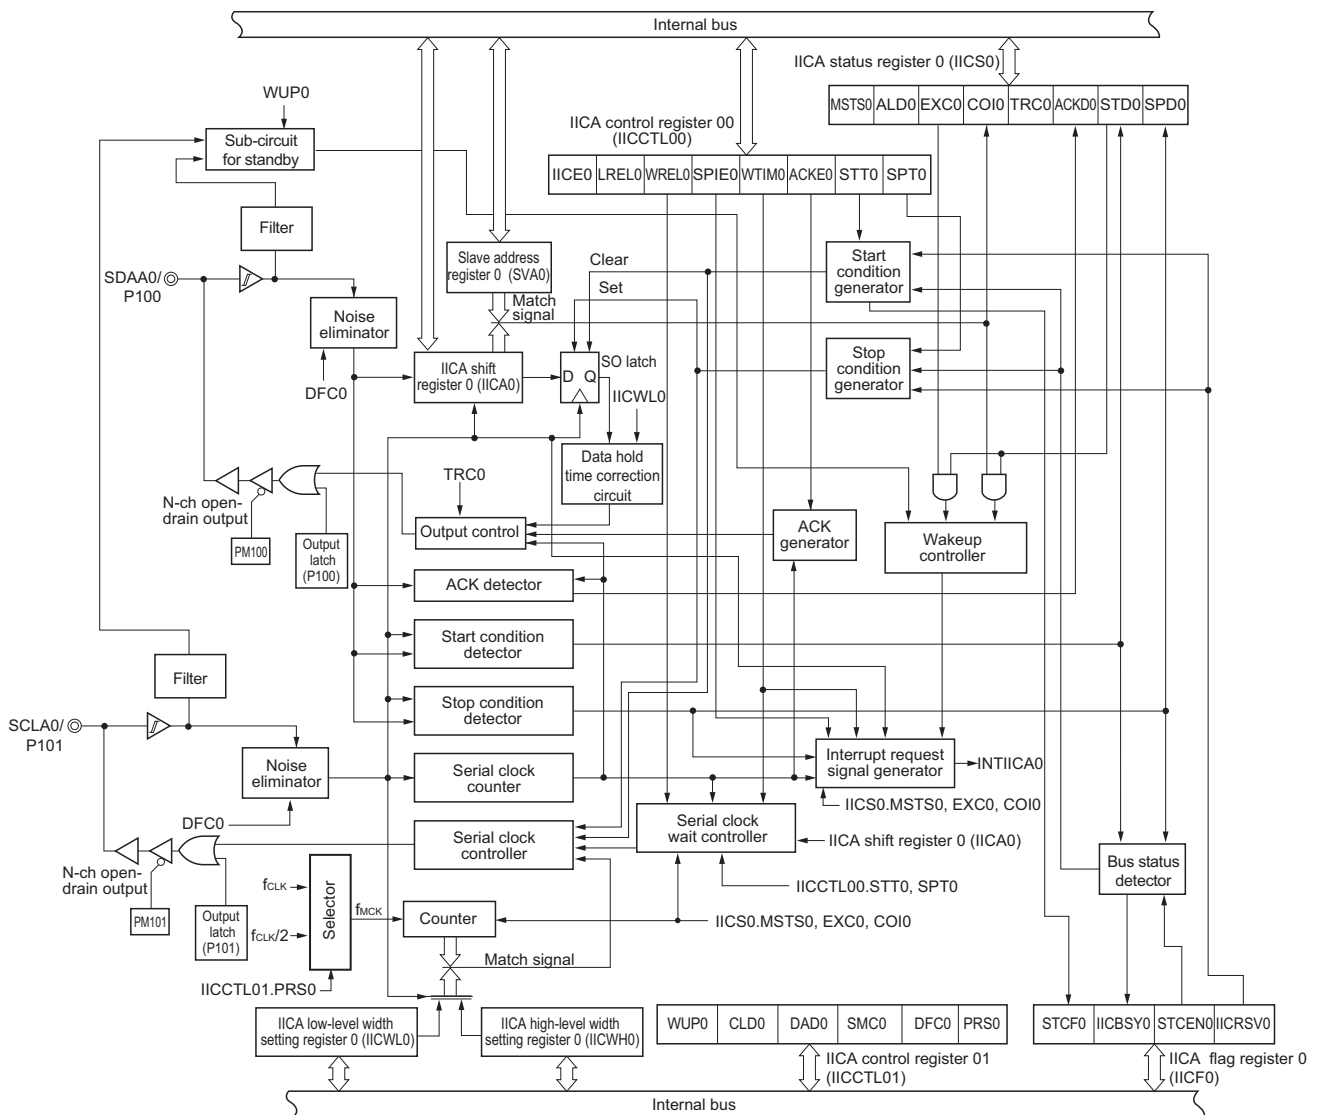 Internal bus
IICA status register 0 (IICS0)
MSTS0 ALD0 EXC0 COI0 TRC0 ACKD0 STD0 SPD0
WUP0
Sub-circuit
for standby
IICA control register 00
(IICCTL00)
IICE0 LREL0 WREL0 SPIE0 WTIM0 ACKE0 STT0 SPT0
Filter
Slave address
register 0 (SVA0)
Clear
Set
Start
condition
generator
SDAA0/
P100
Match
signal
Noise
eliminator
Stop
condition
generator
IICA shift
register 0 (IICA0)
SO latch
D Q
DFC0
IICWL0
Data hold
time correction
circuit
TRC0
N-ch open-
drain output
PM100
Output
latch
(P100)
Output control
ACK
generator
Wakeup
controller
ACK detector
Start condition
detector
Filter
Stop condition
detector
SCLA0/
P101
Noise
eliminator
Serial clock
counter
Interrupt request
signal generator
INTIICA0
IICS0.MSTS0, EXC0, COI0
DFC0
Serial clock
controller
Serial clock
wait controller
IICA shift register 0 (IICA0)
N-ch open-
drain output
Bus status
detector
IICCTL00.STT0, SPT0
PM101
Output
latch
(P101)
fCLK
fCLK/2
Selector
fMCK
Counter
IICS0.MSTS0, EXC0, COI0
Match signal
IICCTL01.PRS0
IICA low-level width
setting register 0 (IICWL0)
IICA high-level width
setting register 0 (IICWH0)
WUP0 CLD0 DAD0 SMC0 DFC0 PRS0
STCF0 IICBSY0 STCEN0 IICRSV0
IICA control register 01
(IICCTL01)
IICA flag register 0
(IICF0)
Internal bus